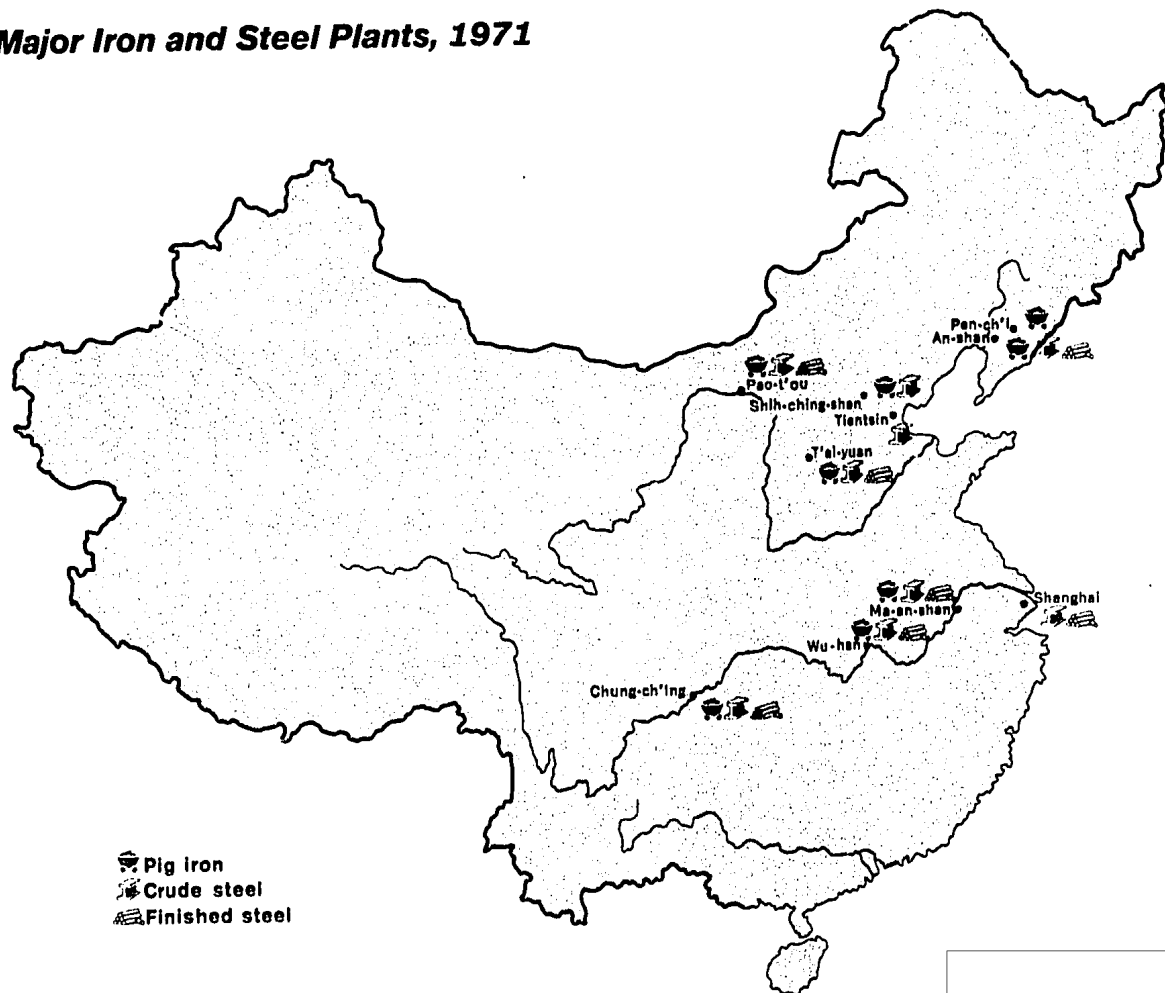 Major Iron and Steel Plants, 1971
Pen-ch'i
An-shan
Pao-t'ou
Shih-ching-shan
Tientsin
T'ai-yuan
Ma-an-shan
Shanghai
Wu-han
Chung-ch'ing
Pig iron
Crude steel
Finished steel